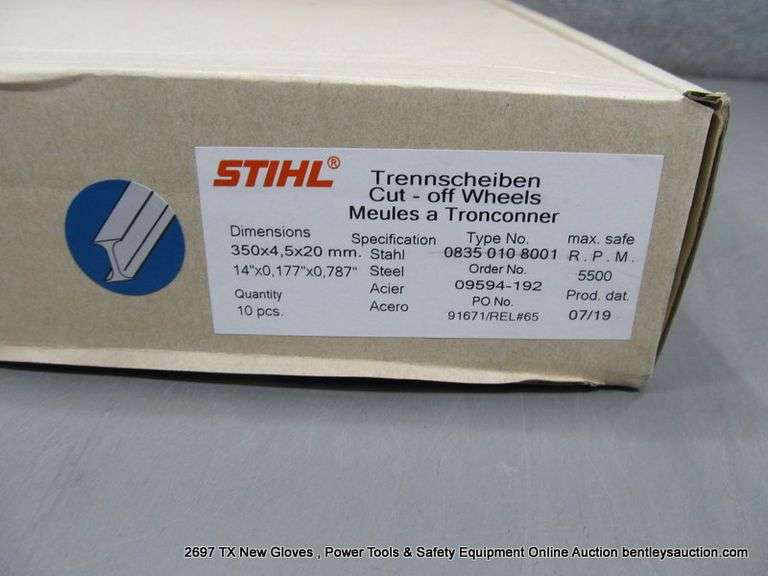 STIHL®
Trennscheiben
Cut - off Wheels
Meules a Tronconner
Dimensions
350x4,5x20 mm.
14"x0,177"x0,787"
Quantity
10 pcs.
Specification
Stahl
Steel
Acier
Acero
Type No.
0835 010 8001
Order No.
09594-192
PO No.
91671/REL#65
max. safe
R.P.M.
5500
Prod. dat.
07/19
2697 TX New Gloves , Power Tools & Safety Equipment Online Auction bentleysauction.com